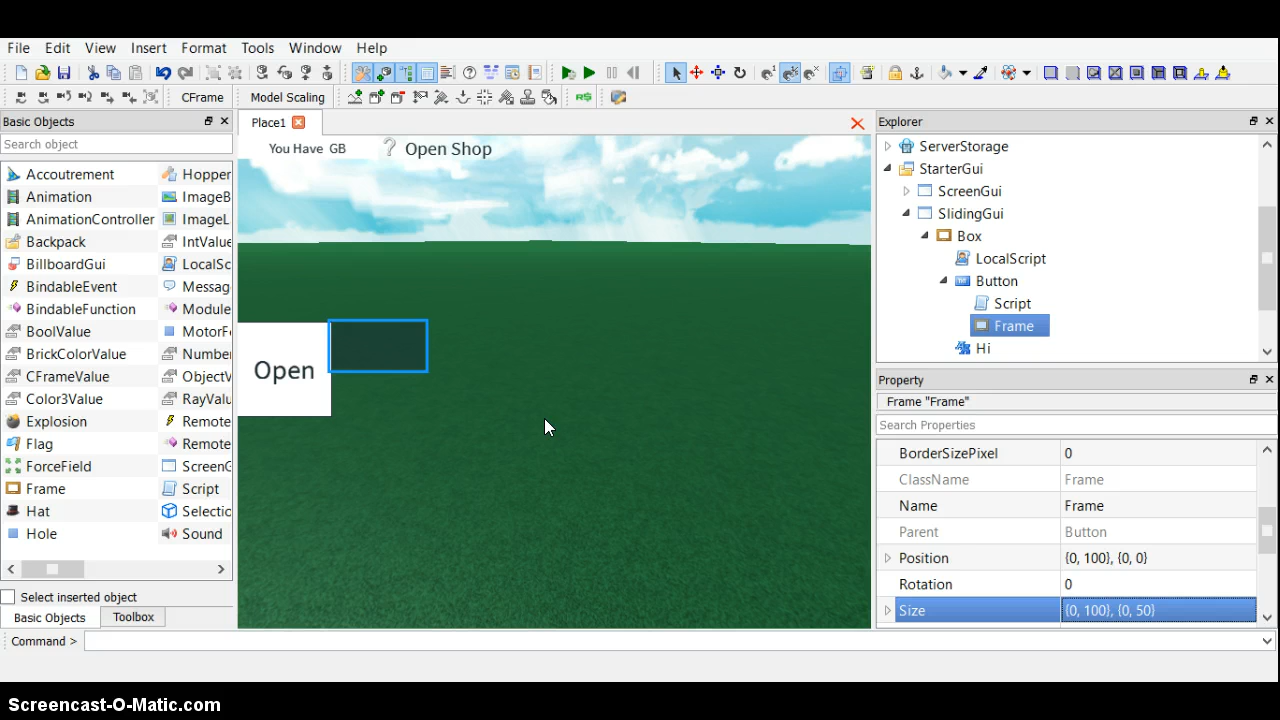 File Edit View Insert Format Tools Window Help
CFrame Model Scaling R$
Basic Objects
Search object
Accoutrement Hopper
Animation ImageB
AnimationController ImageL
Backpack IntValue
BillboardGui LocalSc
BindableEvent Messag
BindableFunction Module
BoolValue MotorF
BrickColorValue Number
CFrameValue ObjectV
Color3Value RayValu
Explosion Remote
Flag Remote
ForceField ScreenG
Frame Script
Hat Selectio
Hole Sound
Select inserted object
Basic Objects Toolbox
Command >
Place1
You Have GB ? Open Shop
Open
Explorer
ServerStorage
StarterGui
ScreenGui
SlidingGui
Box
LocalScript
Button
Script
Frame
Hi
Property
Frame "Frame"
Search Properties
BorderSizePixel 0
ClassName Frame
Name Frame
Parent Button
Position {0, 100}, {0, 0}
Rotation 0
Size {0, 100}, {0, 50}
Screencast-O-Matic.com